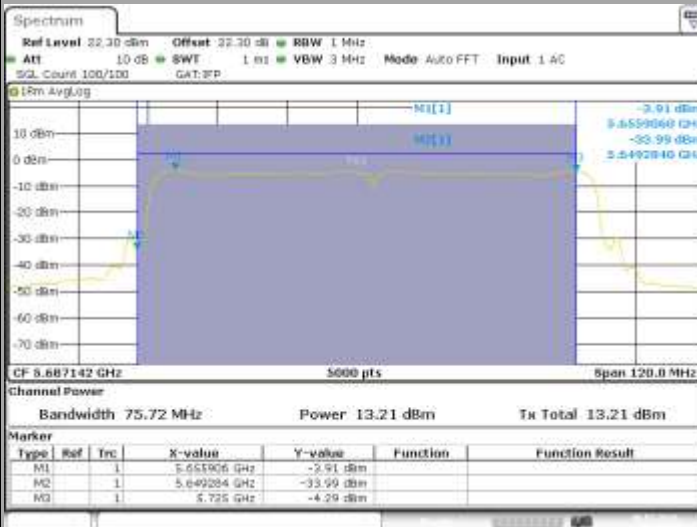 Spectrum
Ref Level 22.30 dBm Offset 22.30 dB RBW 1 MHz
Att 10 dB SWT 1 ms VBW 3 MHz Mode Auto FFT Input 1 AC
SGL Count 100/100 GAT:IFP
1Rm AvgLog
M1[1] -3.91 dBm
5.6559060 GHz
M2[1] -33.99 dBm
5.6492840 GHz
10 dBm
0 dBm
-10 dBm
-20 dBm
-30 dBm
-40 dBm
-50 dBm
-60 dBm
-70 dBm
CF 5.687142 GHz 5000 pts Span 120.0 MHz
Channel Power
Bandwidth 75.72 MHz Power 13.21 dBm Tx Total 13.21 dBm
Marker
Type Ref Trc X-value Y-value Function Function Result
M1 1 5.655906 GHz -3.91 dBm
M2 1 5.649284 GHz -33.99 dBm
M3 1 5.725 GHz -4.29 dBm